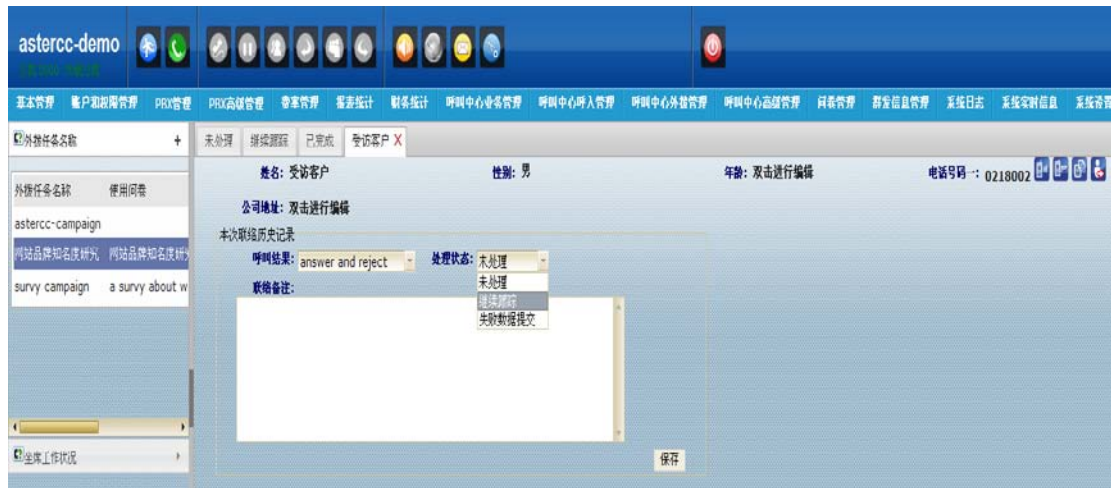 astercc-demo
基本管理 账户和权限管理 PBX管理 PBX高级管理 备案管理 报表统计 财务统计 呼叫中心业务管理 呼叫中心呼入管理 呼叫中心外拨管理 呼叫中心高级管理 问卷管理 群发信息管理 系统日志 系统实时信息
外拨任务名称 +
未处理 继续跟踪 已完成 受访客户 X
姓名: 受访客户 性别: 男 年龄: 双击进行编辑 电话号码一: 0218002
外拨任务名称 使用问卷
公司地址: 双击进行编辑
astercc-campaign
本次联络历史记录
网站品牌知名度研究 网站品牌知名度研
呼叫结果: answer and reject 处理状态: 未处理
survy campaign a survy about w
联络备注:
未处理
继续跟踪
失败数据提交
坐席工作状况
保存